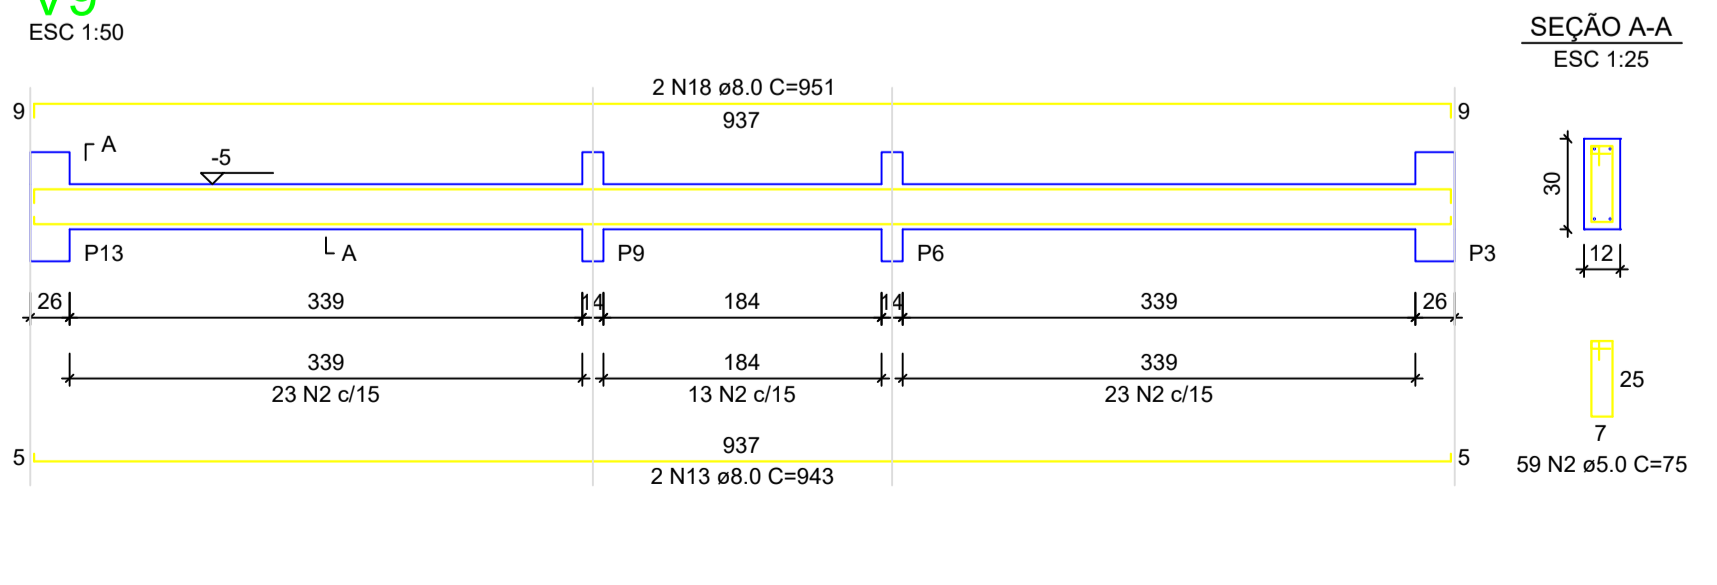 V9
ESC 1:50
SEÇÃO A-A
ESC 1:25
2 N18 ø8.0 C=951
9
937
9
A
-5
A
P13
P9
P6
P3
30
12
26
339
14
184
14
339
26
339
184
339
23 N2 c/15
13 N2 c/15
23 N2 c/15
25
7
59 N2 ø5.0 C=75
5
937
5
2 N13 ø8.0 C=943